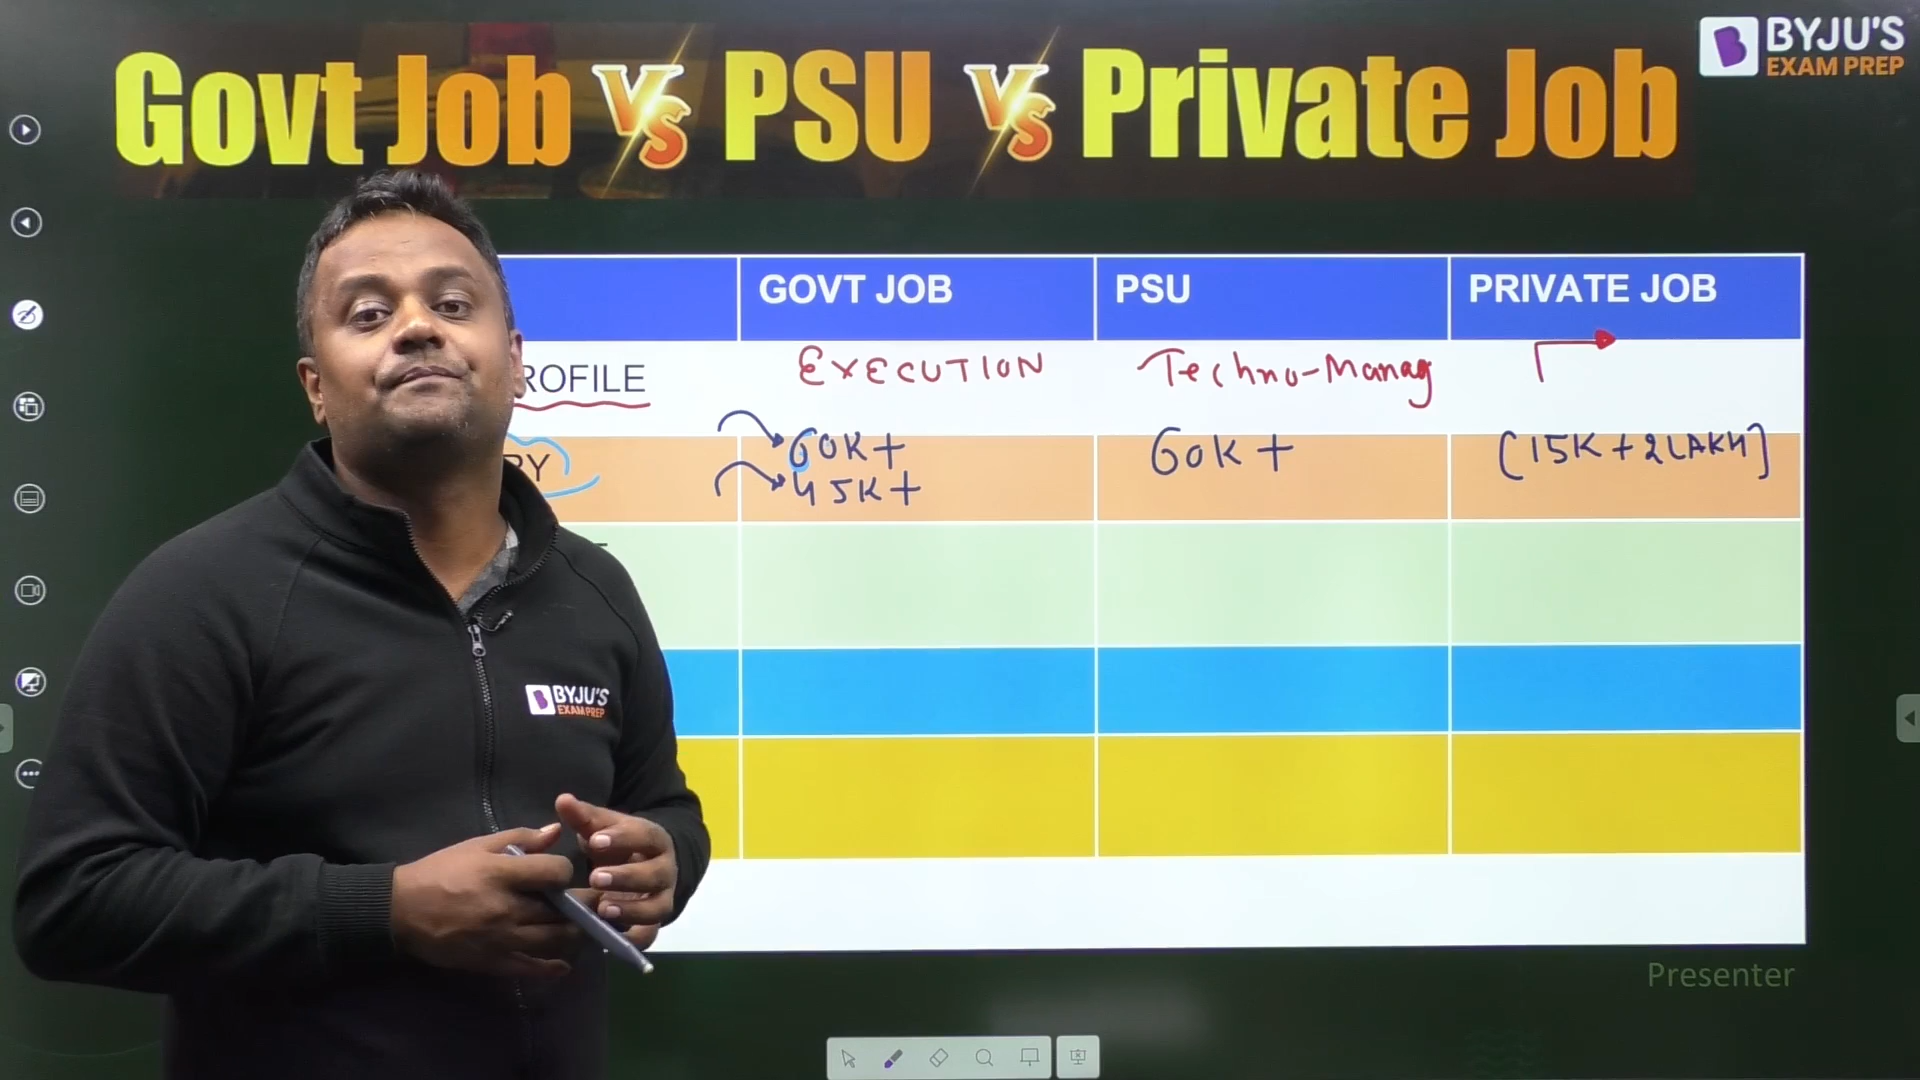 Govt Job Vs PSU Vs Private Job
BYJU'S
EXAM PREP
GOVT JOB PSU PRIVATE JOB
ROFILE EXECUTION Techno-Manag
RY 60K+ 60K+ [15K+2LAKH]
45K+
BYJU'S
EXAM PREP
Presenter